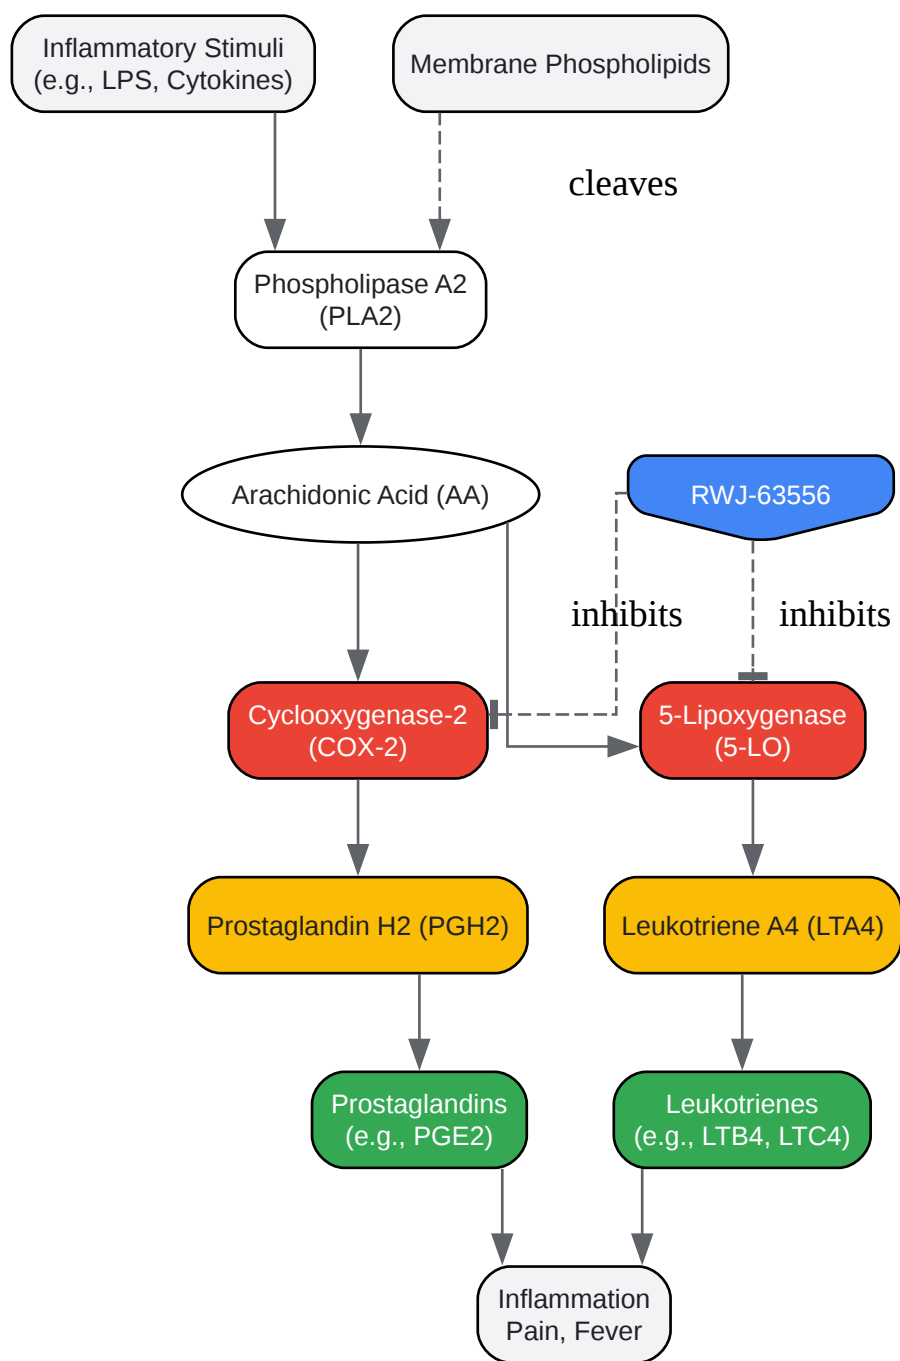 Inflammatory Stimuli
(e.g., LPS, Cytokines)
Membrane Phospholipids
cleaves
Phospholipase A2
(PLA2)
Arachidonic Acid (AA)
RWJ-63556
inhibits
inhibits
Cyclooxygenase-2
(COX-2)
5-Lipoxygenase
(5-LO)
Prostaglandin H2 (PGH2)
Leukotriene A4 (LTA4)
Prostaglandins
(e.g., PGE2)
Leukotrienes
(e.g., LTB4, LTC4)
Inflammation
Pain, Fever